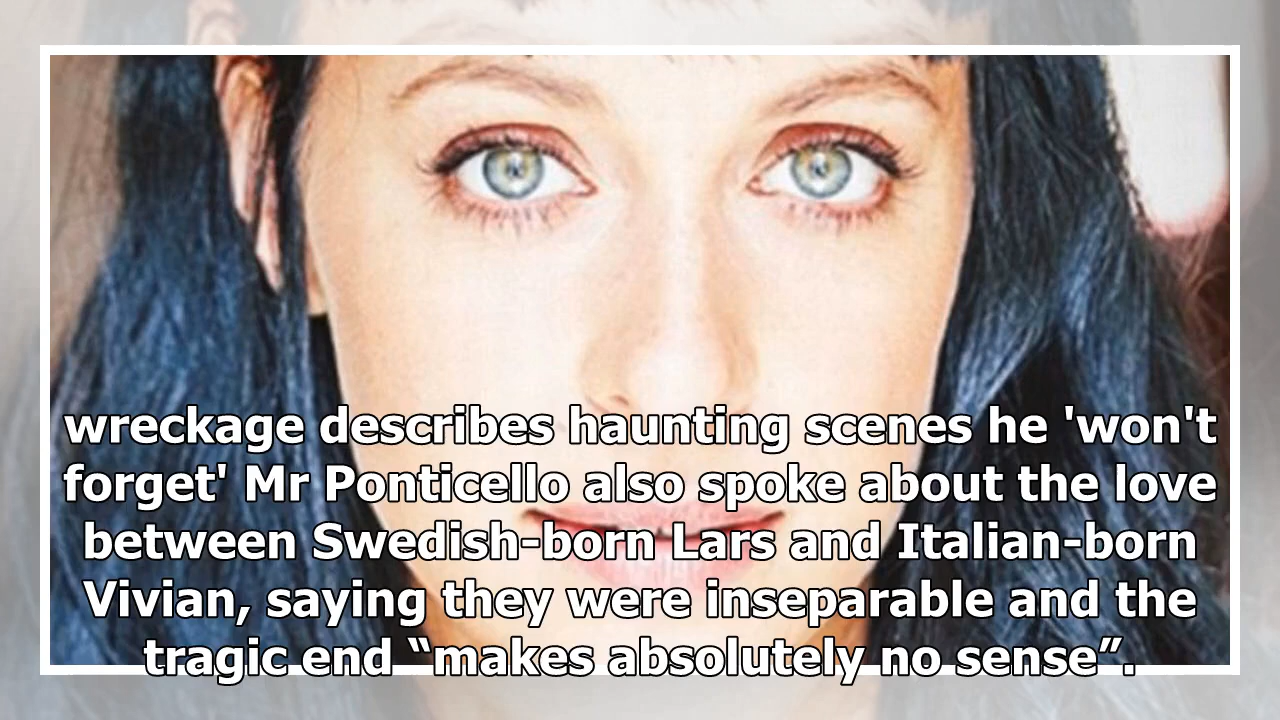 wreckage describes haunting scenes he 'won't
forget' Mr Ponticello also spoke about the love
between Swedish-born Lars and Italian-born
Vivian, saying they were inseparable and the
tragic end “makes absolutely no sense”.